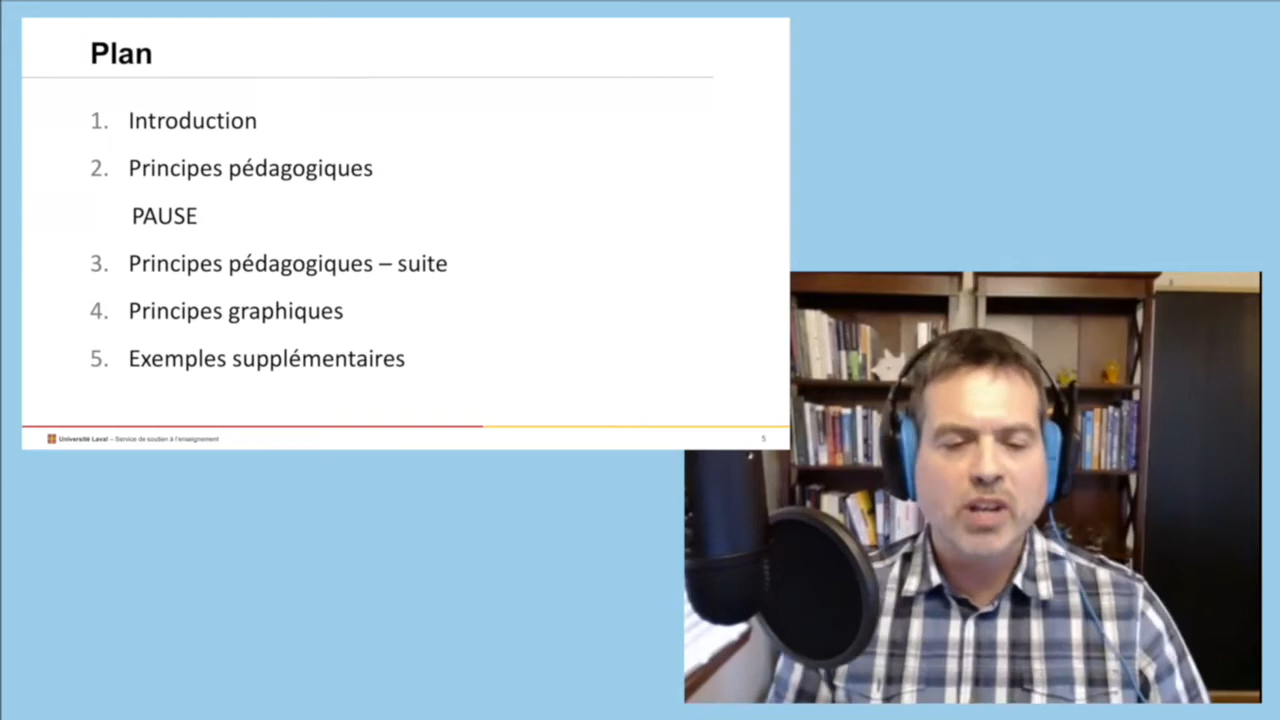 Plan
1. Introduction
2. Principes pédagogiques
PAUSE
3. Principes pédagogiques – suite
4. Principes graphiques
5. Exemples supplémentaires
Université Laval – Service de soutien à l'enseignement
5